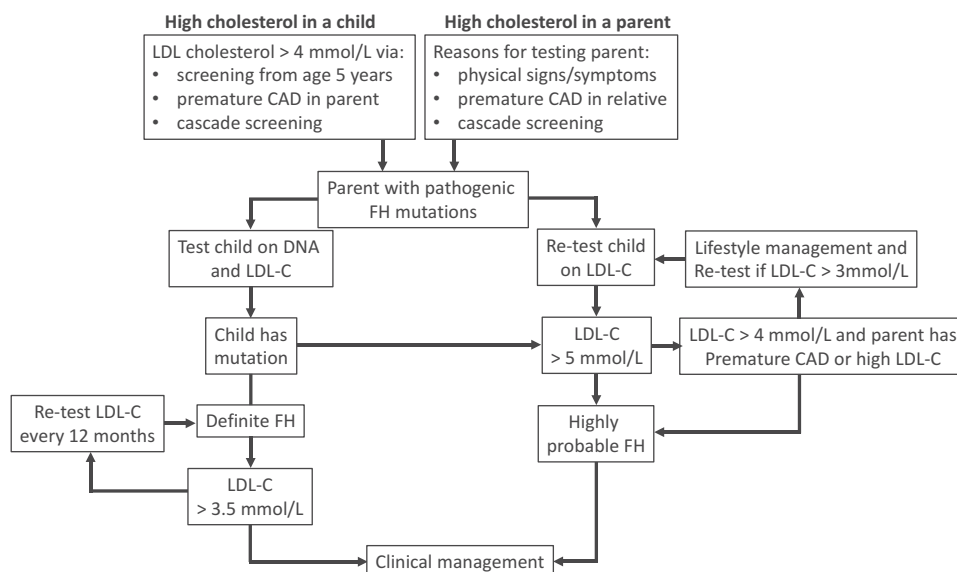 High cholesterol in a child
LDL cholesterol > 4 mmol/L via:
• screening from age 5 years
• premature CAD in parent
• cascade screening
High cholesterol in a parent
Reasons for testing parent:
• physical signs/symptoms
• premature CAD in relative
• cascade screening
Parent with pathogenic
FH mutations
Test child on DNA
and LDL-C
Re-test child
on LDL-C
Lifestyle management and
Re-test if LDL-C > 3mmol/L
Child has
mutation
LDL-C
> 5 mmol/L
LDL-C > 4 mmol/L and parent has
Premature CAD or high LDL-C
Re-test LDL-C
every 12 months
Definite FH
Highly
probable FH
LDL-C
> 3.5 mmol/L
Clinical management